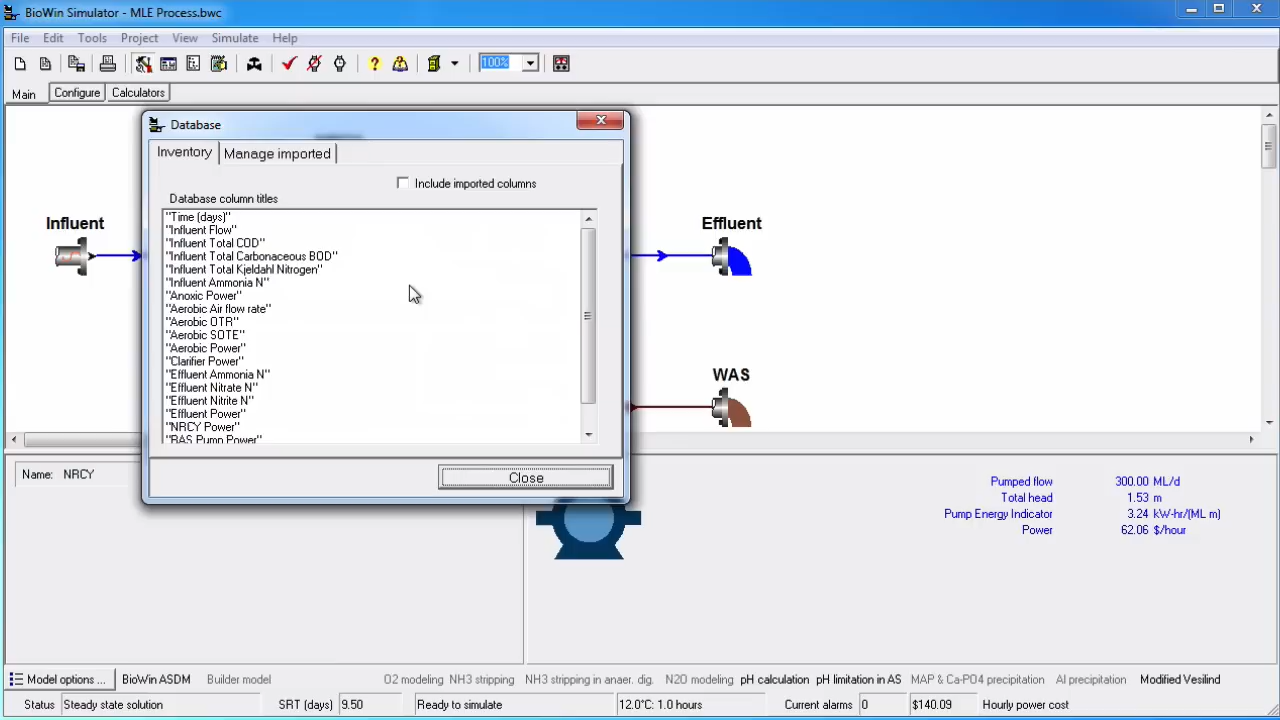 BioWin Simulator - MLE Process.bwc
File Edit Tools Project View Simulate Help
100%
Main Configure Calculators
Database
Inventory Manage imported
Include imported columns
Database column titles
"Time (days)"
"Influent Flow"
"Influent Total COD"
"Influent Total Carbonaceous BOD"
"Influent Total Kjeldahl Nitrogen"
"Influent Ammonia N"
"Anoxic Power"
"Aerobic Air flow rate"
"Aerobic OTR"
"Aerobic SOTE"
"Aerobic Power"
"Clarifier Power"
"Effluent Ammonia N"
"Effluent Nitrate N"
"Effluent Nitrite N"
"Effluent Power"
"NRCY Power"
"RAS Pump Power"
Close
Influent
Effluent
WAS
Name: NRCY
Pumped flow 300.00 ML/d
Total head 1.53 m
Pump Energy Indicator 3.24 kW-hr/(ML m)
Power 62.06 $/hour
Model options ... BioWin ASDM Builder model O2 modeling NH3 stripping NH3 stripping in anaer. dig. N2O modeling pH calculation pH limitation in AS MAP & Ca-PO4 precipitation Al precipitation Modified Vesilind
Status Steady state solution SRT (days) 9.50 Ready to simulate 12.0°C: 1.0 hours Current alarms 0 $140.09 Hourly power cost